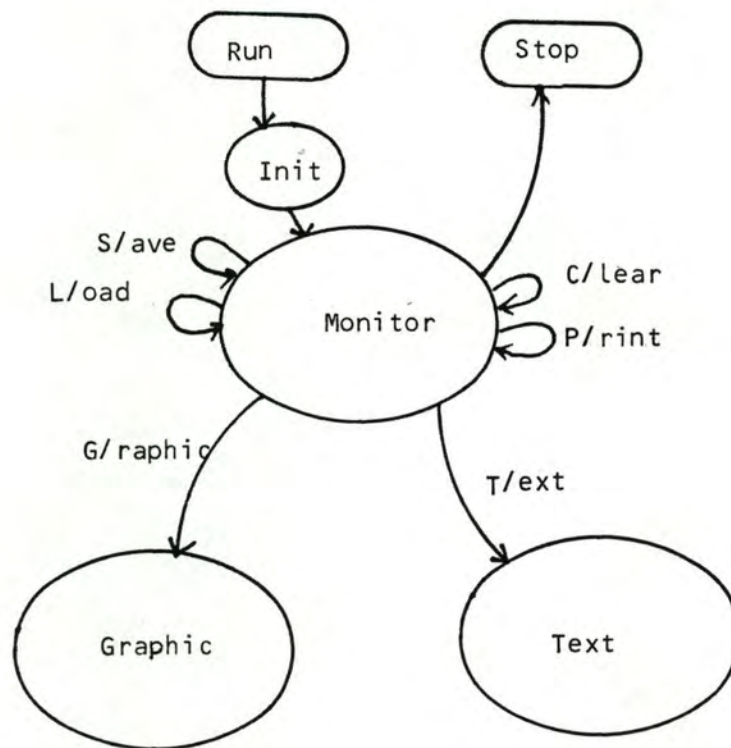 Run
Stop
Init
S/ave
L/oad
C/lear
Monitor
P/rint
G/raphic
T/ext
Graphic
Text